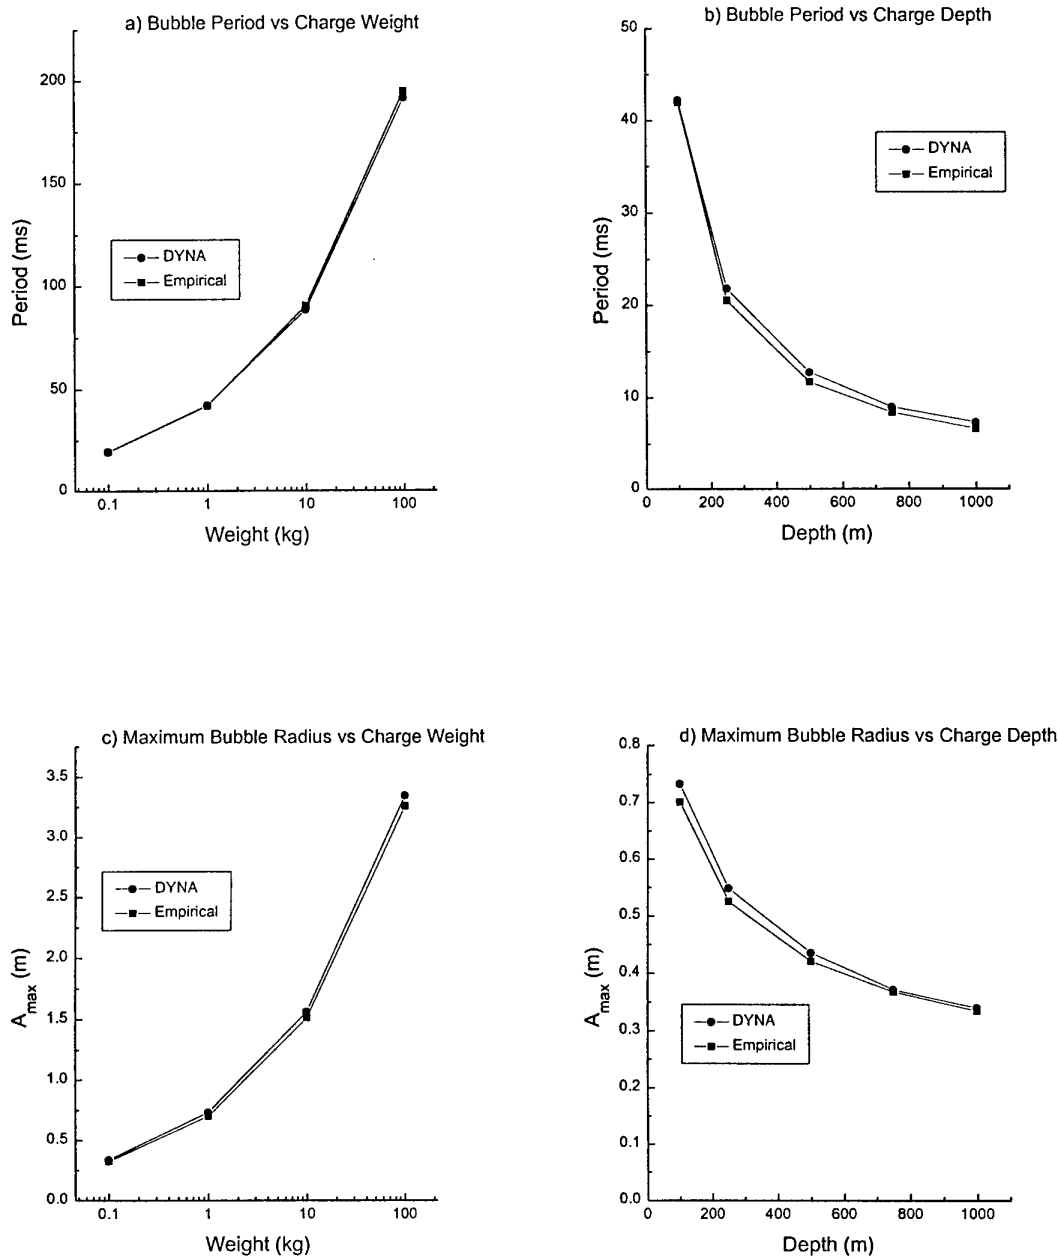 a) Bubble Period vs Charge Weight
200
150
100
50
0
Period (ms)
DYNA
Empirical
0.1 1 10 100
Weight (kg)
b) Bubble Period vs Charge Depth
50
40
30
20
10
0
Period (ms)
DYNA
Empirical
0 200 400 600 800 1000
Depth (m)
c) Maximum Bubble Radius vs Charge Weight
3.5
3.0
2.5
2.0
1.5
1.0
0.5
0.0
A_max (m)
DYNA
Empirical
0.1 1 10 100
Weight (kg)
d) Maximum Bubble Radius vs Charge Depth
0.8
0.7
0.6
0.5
0.4
0.3
0.2
0.1
0.0
A_max (m)
DYNA
Empirical
0 200 400 600 800 1000
Depth (m)